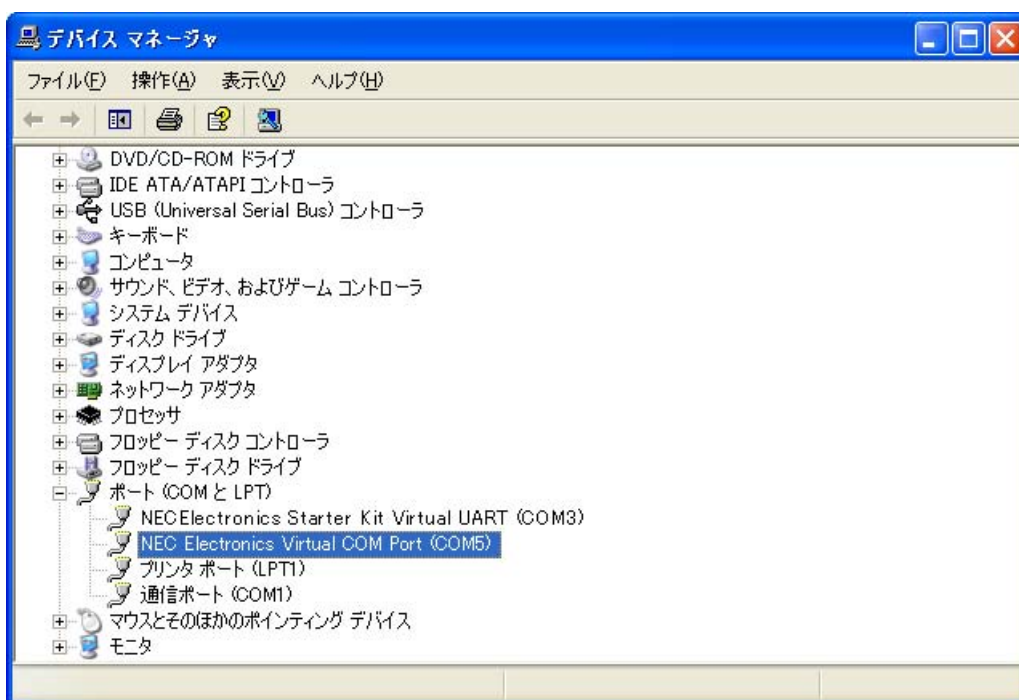 デバイス マネージャ
ファイル(F) 操作(A) 表示(V) ヘルプ(H)
DVD/CD-ROM ドライブ
IDE ATA/ATAPI コントローラ
USB (Universal Serial Bus) コントローラ
キーボード
コンピュータ
サウンド、ビデオ、およびゲーム コントローラ
システム デバイス
ディスク ドライブ
ディスプレイ アダプタ
ネットワーク アダプタ
プロセッサ
フロッピー ディスク コントローラ
フロッピー ディスク ドライブ
ポート (COM と LPT)
NECElectronics Starter Kit Virtual UART (COM3)
NEC Electronics Virtual COM Port (COM5)
プリンタ ポート (LPT1)
通信ポート (COM1)
マウスとそのほかのポインティング デバイス
モニタ